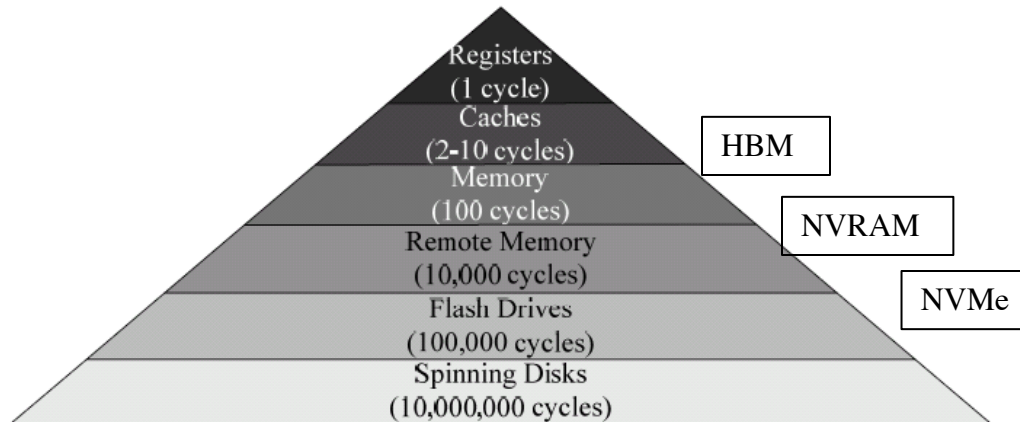 Registers
(1 cycle)
Caches
(2-10 cycles)
HBM
Memory
(100 cycles)
NVRAM
Remote Memory
(10,000 cycles)
NVMe
Flash Drives
(100,000 cycles)
Spinning Disks
(10,000,000 cycles)